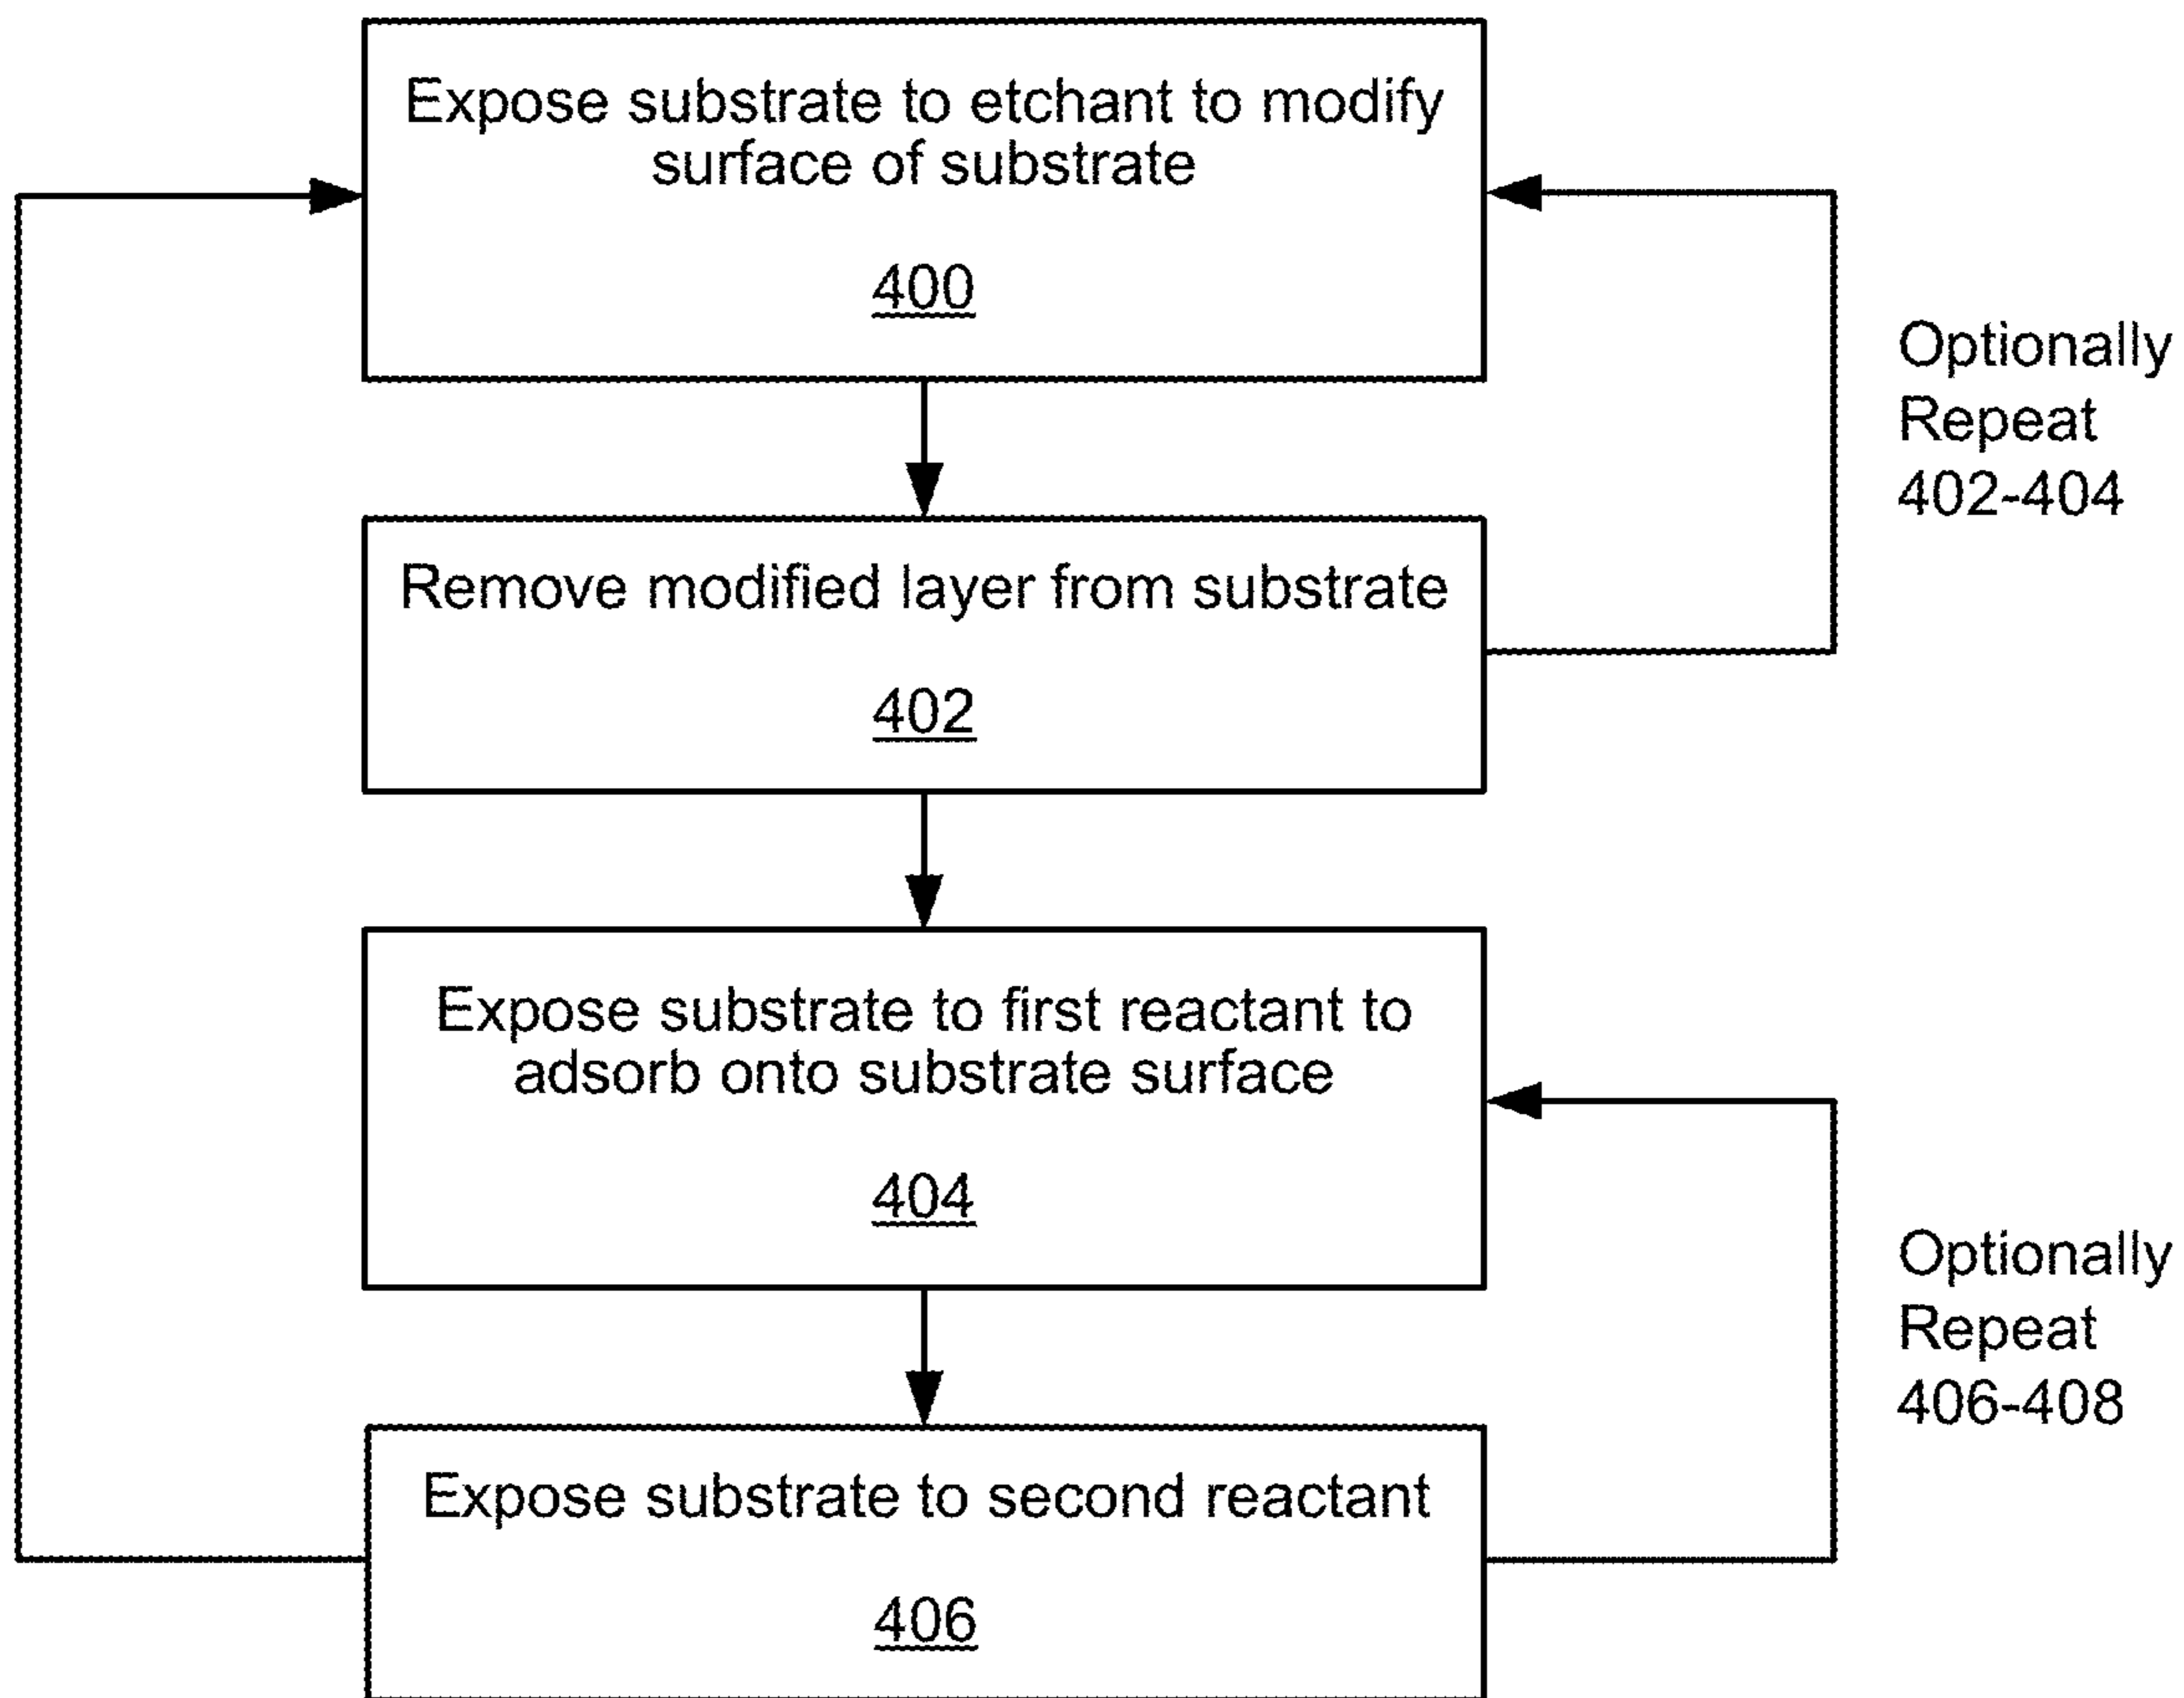 Expose substrate to etchant to modify
surface of substrate
400
Optionally
Repeat
402-404
Remove modified layer from substrate
402
Expose substrate to first reactant to
adsorb onto substrate surface
404
Optionally
Repeat
406-408
Expose substrate to second reactant
406